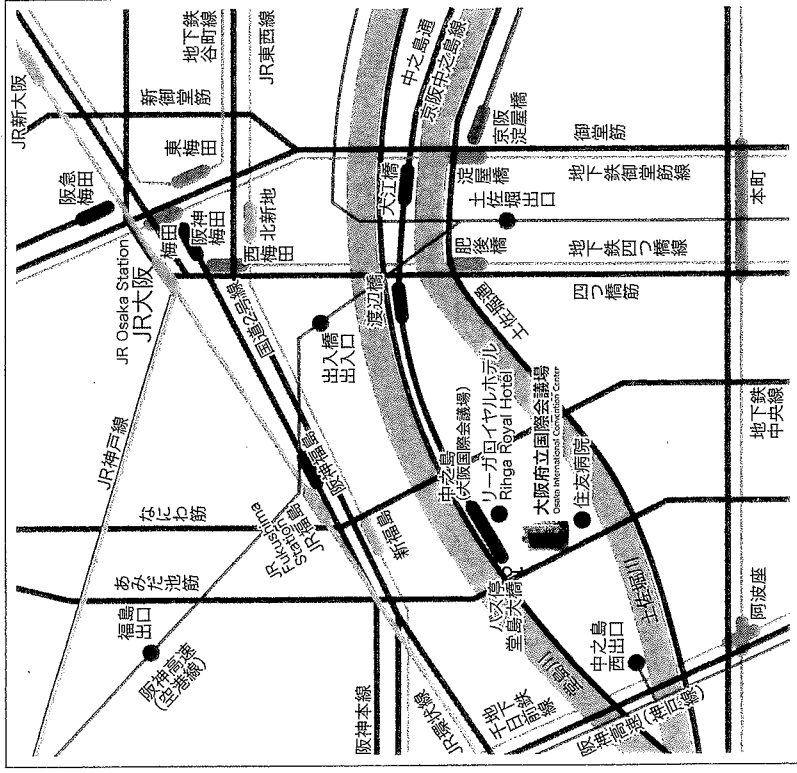 JR新大阪
阪急
梅田
新
御
堂
筋
地下鉄
谷町線
JR東西線
東
梅田
中之島通
京阪中之島線
JR Osaka Station
JR大阪
梅田
阪神
梅田
西
梅田
北新地
大江橋
京阪
淀屋橋
淀屋橋
御
堂
筋
地下鉄御堂筋線
土佐堀
出口
肥後橋
地下鉄四つ橋線
四つ橋筋
本町
国道2号線
渡辺橋
出入橋
出入口
土佐堀通
JR神戸線
なにわ筋
JR
Fukushima
Station
JR福島
阪神福島
新福島
中之島
(大阪国際会議場)
リーガロイヤルホテル
Rihga Royal Hotel
大阪府立国際会議場
Osaka International Convention Center
住友病院
地下鉄
中央線
あみだ池筋
福島
出口
阪神高速
(空港線)
バス停
堂島大橋
堂島川
土佐堀川
中之島
西出口
阿波座
阪神本線
JR環状線
地下鉄
千日前線
阪神高速(神戸線)